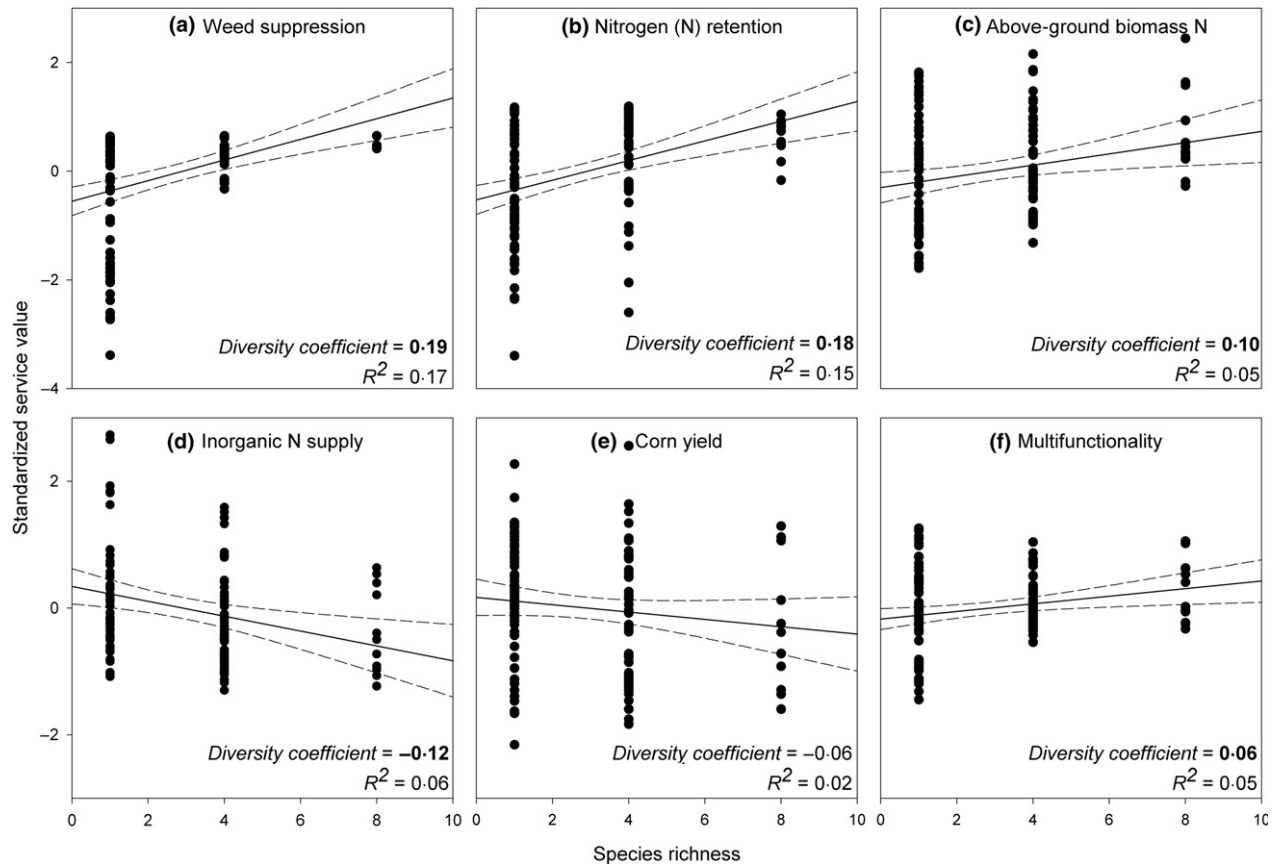 (a) Weed suppression
(b) Nitrogen (N) retention
(c) Above-ground biomass N
2
0
−2
−4
Diversity coefficient = 0·19
R2 = 0·17
Diversity coefficient = 0·18
R2 = 0·15
Diversity coefficient = 0·10
R2 = 0·05
Standardized service value
(d) Inorganic N supply
(e) Corn yield
(f) Multifunctionality
2
0
−2
Diversity coefficient = −0·12
R2 = 0·06
Diversity coefficient = −0·06
R2 = 0·02
Diversity coefficient = 0·06
R2 = 0·05
0 2 4 6 8 10
0 2 4 6 8 10
0 2 4 6 8 10
Species richness